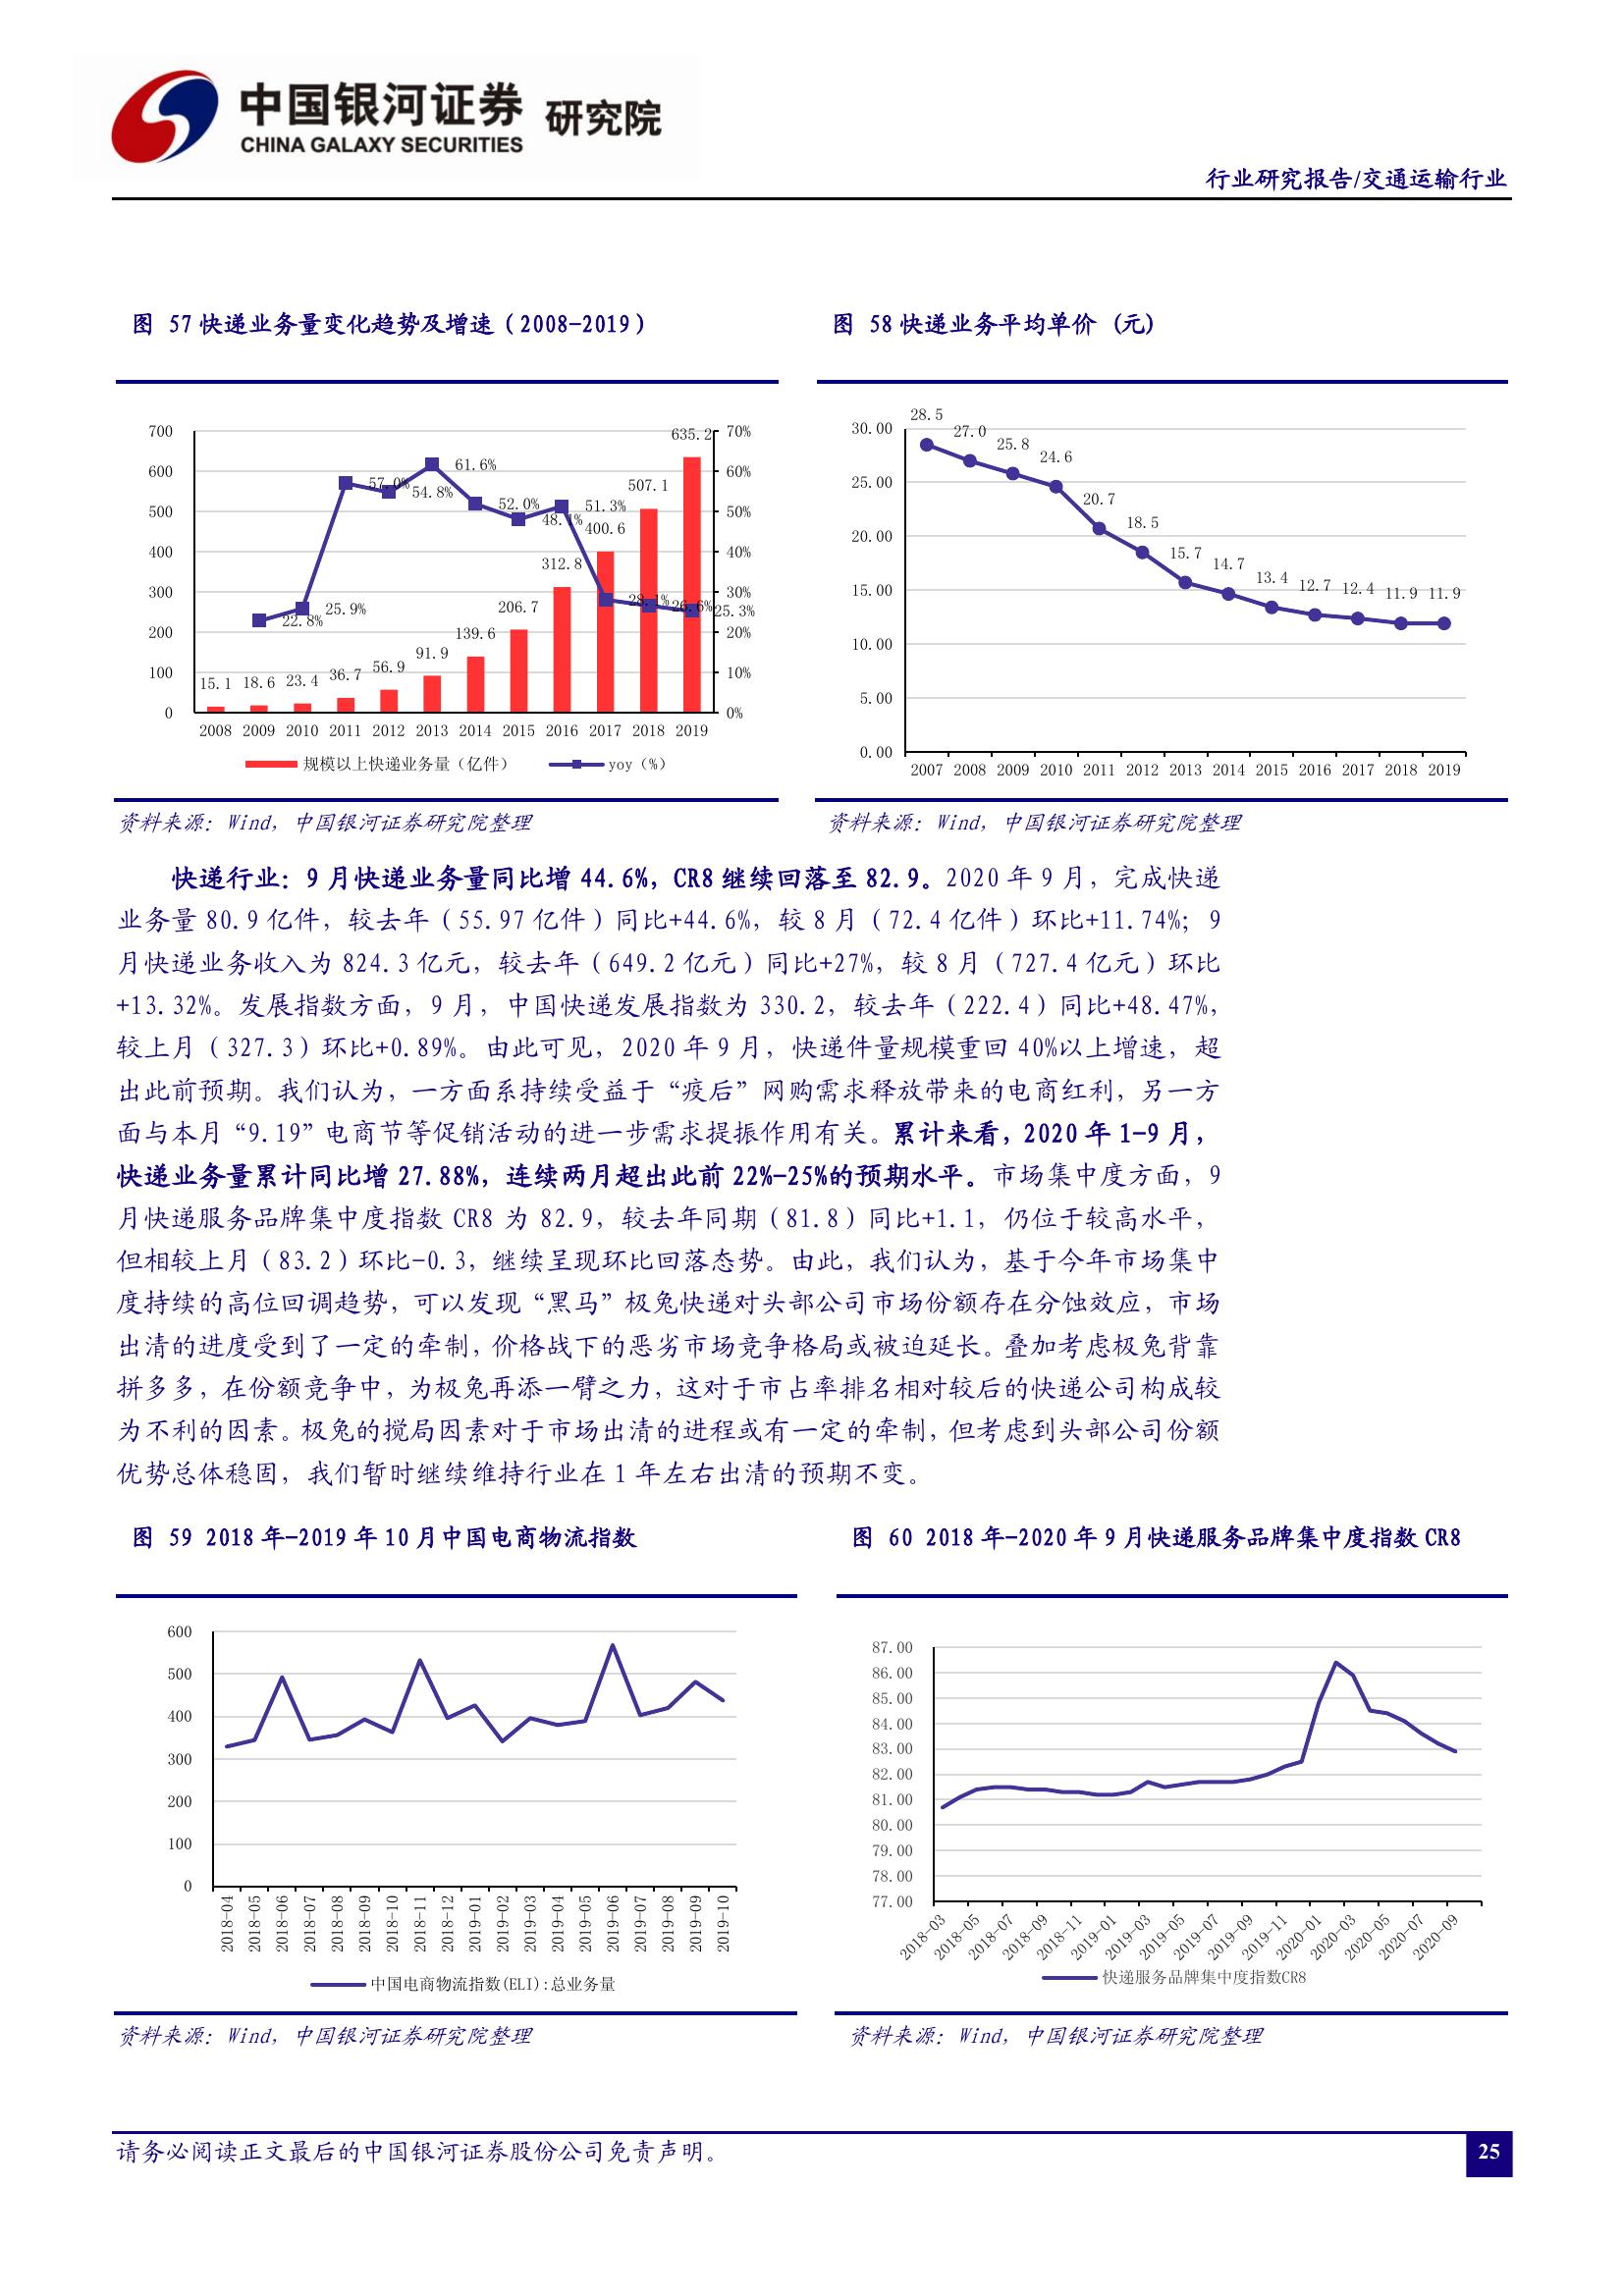 中国银河证券 研究院
CHINA GALAXY SECURITIES
行业研究报告/交通运输行业
图 57 快递业务量变化趋势及增速（2008-2019）
700
600
500
400
300
200
100
0
70%
60%
50%
40%
30%
20%
10%
0%
15.1 18.6 23.4 36.7 56.9 91.9 139.6 206.7 312.8 400.6 507.1 635.2
22.8% 25.9% 57.0% 54.8% 61.6% 52.0% 48.1% 51.3% 28.1% 26.6% 25.3%
2008 2009 2010 2011 2012 2013 2014 2015 2016 2017 2018 2019
规模以上快递业务量（亿件） yoy（%）
资料来源：Wind，中国银河证券研究院整理
图 58 快递业务平均单价 (元)
30.00
25.00
20.00
15.00
10.00
5.00
0.00
28.5 27.0 25.8 24.6 20.7 18.5 15.7 14.7 13.4 12.7 12.4 11.9 11.9
2007 2008 2009 2010 2011 2012 2013 2014 2015 2016 2017 2018 2019
资料来源：Wind，中国银河证券研究院整理
快递行业：9 月快递业务量同比增 44.6%，CR8 继续回落至 82.9。2020 年 9 月，完成快递
业务量 80.9 亿件，较去年（55.97 亿件）同比+44.6%，较 8 月（72.4 亿件）环比+11.74%；9
月快递业务收入为 824.3 亿元，较去年（649.2 亿元）同比+27%，较 8 月（727.4 亿元）环比
+13.32%。发展指数方面，9 月，中国快递发展指数为 330.2，较去年（222.4）同比+48.47%，
较上月（327.3）环比+0.89%。由此可见，2020 年 9 月，快递件量规模重回 40%以上增速，超
出此前预期。我们认为，一方面系持续受益于“疫后”网购需求释放带来的电商红利，另一方
面与本月“9.19”电商节等促销活动的进一步需求提振作用有关。累计来看，2020 年 1-9 月，
快递业务量累计同比增 27.88%，连续两月超出此前 22%-25%的预期水平。市场集中度方面，9
月快递服务品牌集中度指数 CR8 为 82.9，较去年同期（81.8）同比+1.1，仍位于较高水平，
但相较上月（83.2）环比-0.3，继续呈现环比回落态势。由此，我们认为，基于今年市场集中
度持续的高位回调趋势，可以发现“黑马”极兔快递对头部公司市场份额存在分蚀效应，市场
出清的进度受到了一定的牵制，价格战下的恶劣市场竞争格局或被迫延长。叠加考虑极兔背靠
拼多多，在份额竞争中，为极兔再添一臂之力，这对于市占率排名相对较后的快递公司构成较
为不利的因素。极兔的搅局因素对于市场出清的进程或有一定的牵制，但考虑到头部公司份额
优势总体稳固，我们暂时继续维持行业在 1 年左右出清的预期不变。
图 59 2018 年-2019 年 10 月中国电商物流指数
600
500
400
300
200
100
0
2018-04 2018-05 2018-06 2018-07 2018-08 2018-09 2018-10 2018-11 2018-12 2019-01 2019-02 2019-03 2019-04 2019-05 2019-06 2019-07 2019-08 2019-09 2019-10
中国电商物流指数(ELI):总业务量
资料来源：Wind，中国银河证券研究院整理
图 60 2018 年-2020 年 9 月快递服务品牌集中度指数 CR8
87.00
86.00
85.00
84.00
83.00
82.00
81.00
80.00
79.00
78.00
77.00
2018-03 2018-05 2018-07 2018-09 2018-11 2019-01 2019-03 2019-05 2019-07 2019-09 2019-11 2020-01 2020-03 2020-05 2020-07 2020-09
快递服务品牌集中度指数CR8
资料来源：Wind，中国银河证券研究院整理
请务必阅读正文最后的中国银河证券股份公司免责声明。
25